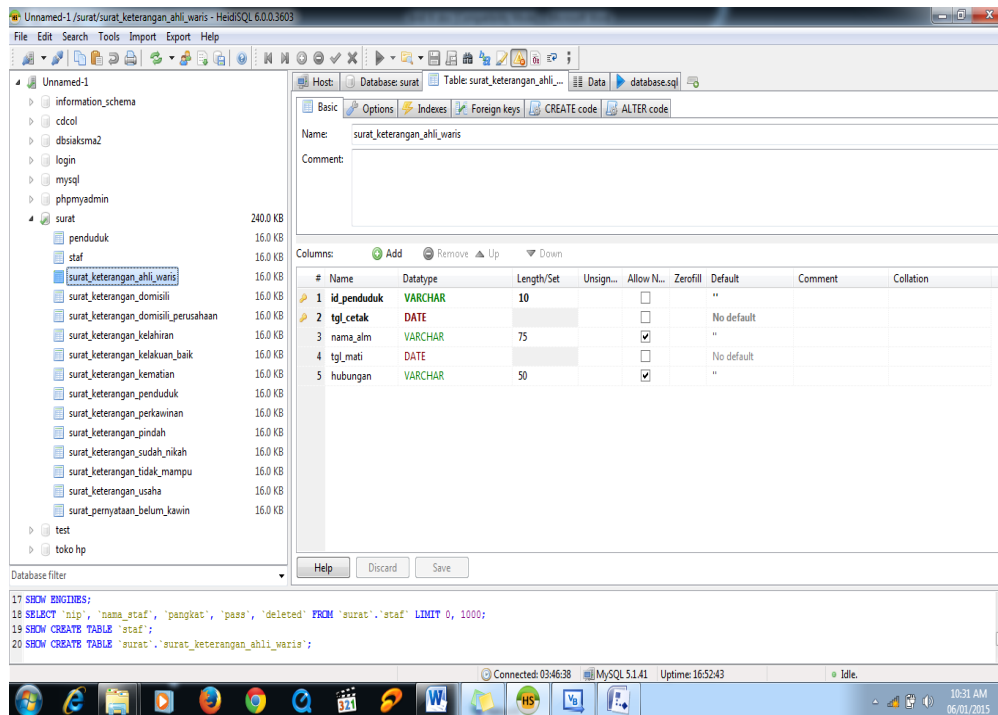 Unnamed-1 /surat/surat_keterangan_ahli_waris - HeidiSQL 6.0.0.3603
File Edit Search Tools Import Export Help
Unnamed-1
information_schema
cdcol
dbsiaksma2
login
mysql
phpmyadmin
surat 240.0 KB
penduduk 16.0 KB
staf 16.0 KB
surat_keterangan_ahli_waris 16.0 KB
surat_keterangan_domisili 16.0 KB
surat_keterangan_domisili_perusahaan 16.0 KB
surat_keterangan_kelahiran 16.0 KB
surat_keterangan_kelakuan_baik 16.0 KB
surat_keterangan_kematian 16.0 KB
surat_keterangan_penduduk 16.0 KB
surat_keterangan_perkawinan 16.0 KB
surat_keterangan_pindah 16.0 KB
surat_keterangan_sudah_nikah 16.0 KB
surat_keterangan_tidak_mampu 16.0 KB
surat_keterangan_usaha 16.0 KB
surat_pernyataan_belum_kawin 16.0 KB
test
toko hp
Database filter
Host: Database: surat Table: surat_keterangan_ahli_... Data database.sql
Basic Options Indexes Foreign keys CREATE code ALTER code
Name: surat_keterangan_ahli_waris
Comment:
Columns: Add Remove Up Down
# Name Datatype Length/Set Unsign... Allow N... Zerofill Default Comment Collation
1 id_penduduk VARCHAR 10 ''
2 tgl_cetak DATE No default
3 nama_alm VARCHAR 75 ''
4 tgl_mati DATE No default
5 hubungan VARCHAR 50 ''
Help Discard Save
17 SHOW ENGINES;
18 SELECT `nip`, `nama_staf`, `pangkat`, `pass`, `deleted` FROM `surat`.`staf` LIMIT 0, 1000;
19 SHOW CREATE TABLE `staf`;
20 SHOW CREATE TABLE `surat`.`surat_keterangan_ahli_waris`;
Connected: 03:46:38 MySQL 5.1.41 Uptime: 16:52:43 Idle.
321
W
HS
VB
10:31 AM
06/01/2015